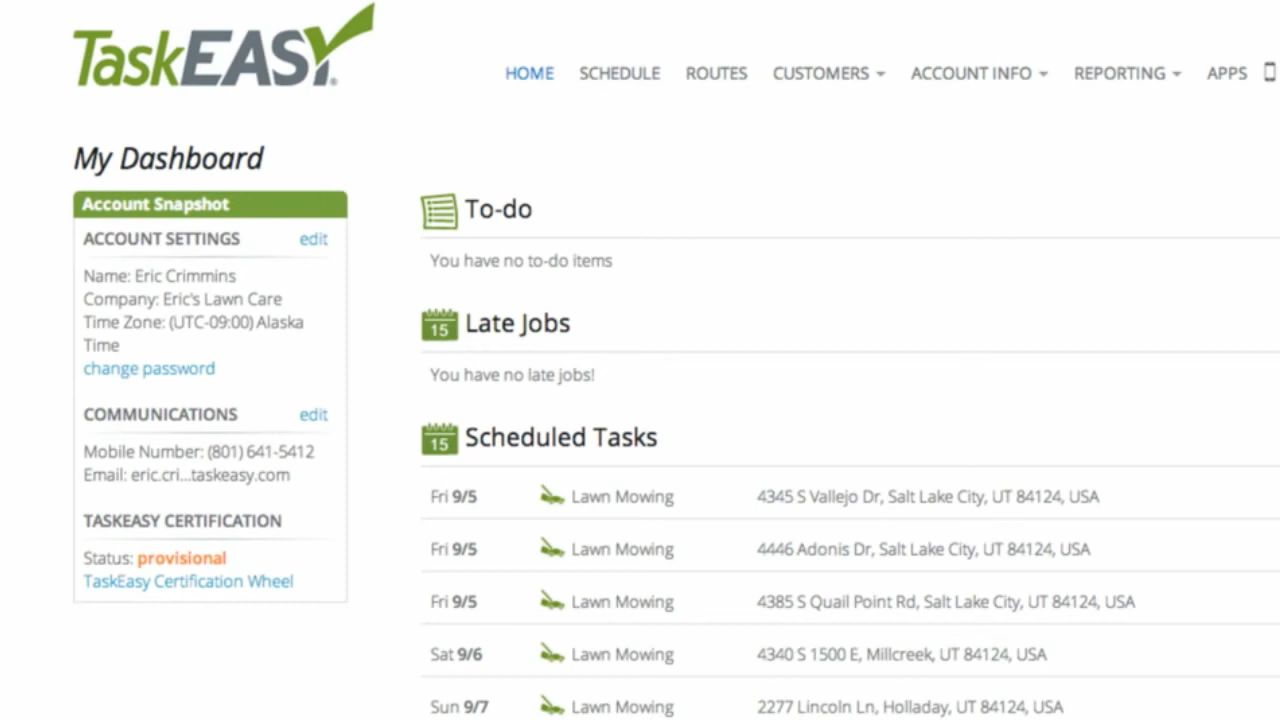 TaskEASY®
HOME SCHEDULE ROUTES CUSTOMERS ACCOUNT INFO REPORTING APPS
My Dashboard
Account Snapshot
ACCOUNT SETTINGS edit
Name: Eric Crimmins
Company: Eric's Lawn Care
Time Zone: (UTC-09:00) Alaska
Time
change password
COMMUNICATIONS edit
Mobile Number: (801) 641-5412
Email: eric.cri...taskeasy.com
TASKEASY CERTIFICATION
Status: provisional
TaskEasy Certification Wheel
To-do
You have no to-do items
15 Late Jobs
You have no late jobs!
15 Scheduled Tasks
Fri 9/5 Lawn Mowing 4345 S Vallejo Dr, Salt Lake City, UT 84124, USA
Fri 9/5 Lawn Mowing 4446 Adonis Dr, Salt Lake City, UT 84124, USA
Fri 9/5 Lawn Mowing 4385 S Quail Point Rd, Salt Lake City, UT 84124, USA
Sat 9/6 Lawn Mowing 4340 S 1500 E, Millcreek, UT 84124, USA
Sun 9/7 Lawn Mowing 2277 Lincoln Ln, Holladay, UT 84124, USA